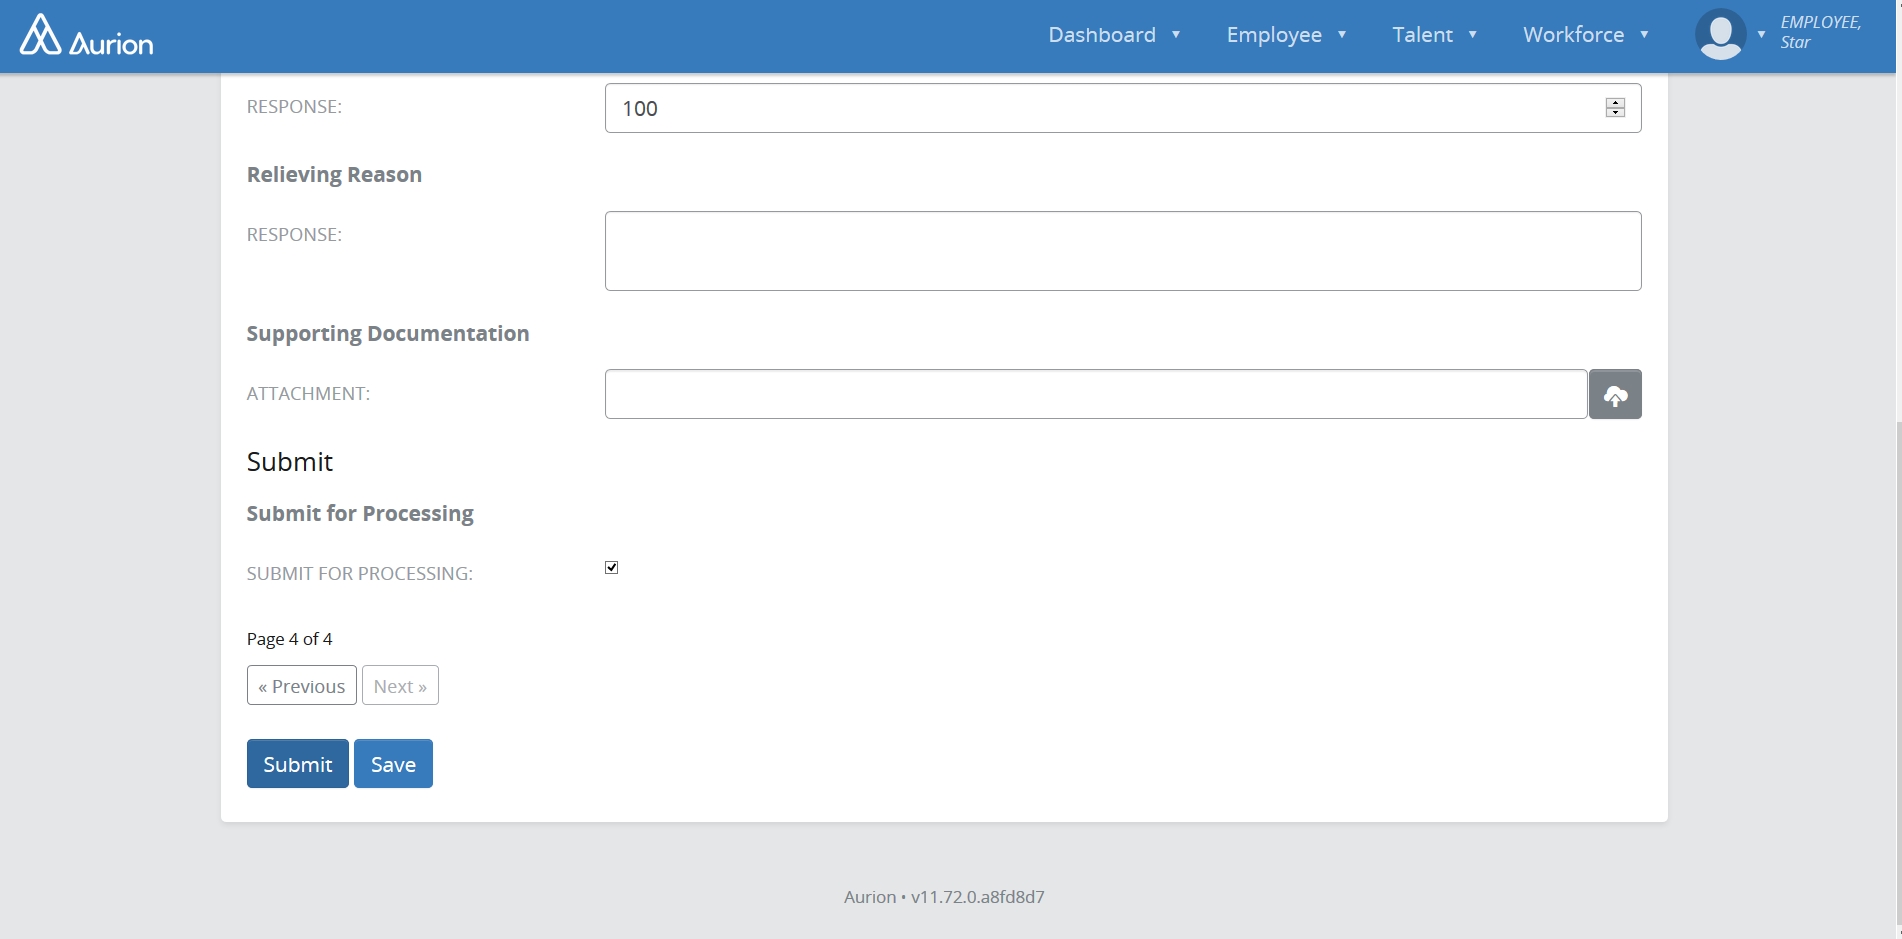 Aurion
Dashboard ▼ Employee ▼ Talent ▼ Workforce ▼ ▼ EMPLOYEE,
Star
RESPONSE: 100
Relieving Reason
RESPONSE:
Supporting Documentation
ATTACHMENT:
Submit
Submit for Processing
SUBMIT FOR PROCESSING:
Page 4 of 4
« Previous Next »
Submit Save
Aurion • v11.72.0.a8fd8d7